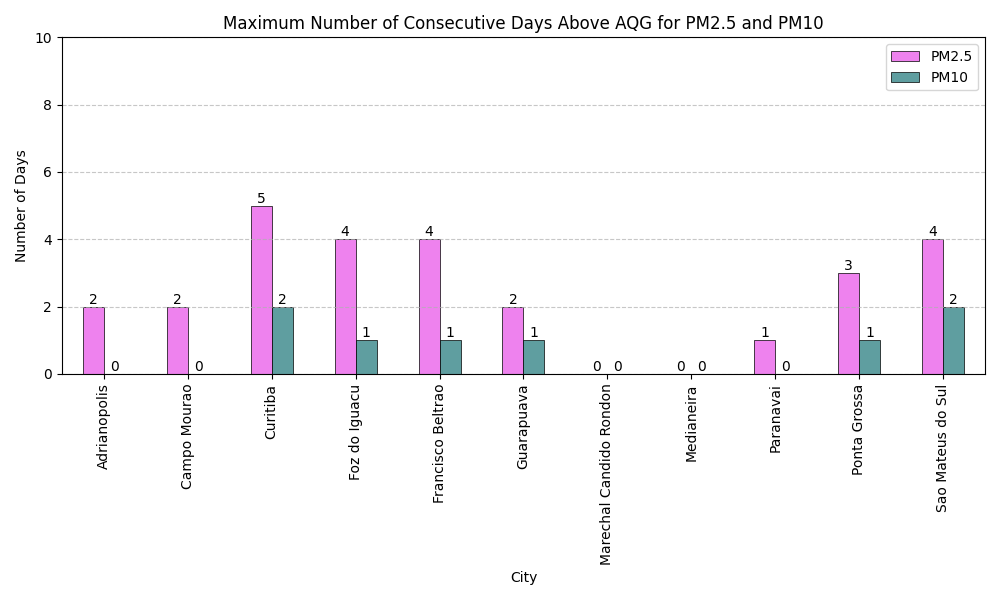 Maximum Number of Consecutive Days Above AQG for PM2.5 and PM10
PM2.5
PM10
Number of Days
10
8
6
4
2
0
2 0
2 0
5 2
4 1
4 1
2 1
0 0
0 0
1 0
3 1
4 2
Adrianopolis
Campo Mourao
Curitiba
Foz do Iguacu
Francisco Beltrao
Guarapuava
Marechal Candido Rondon
Medianeira
Paranavai
Ponta Grossa
Sao Mateus do Sul
City